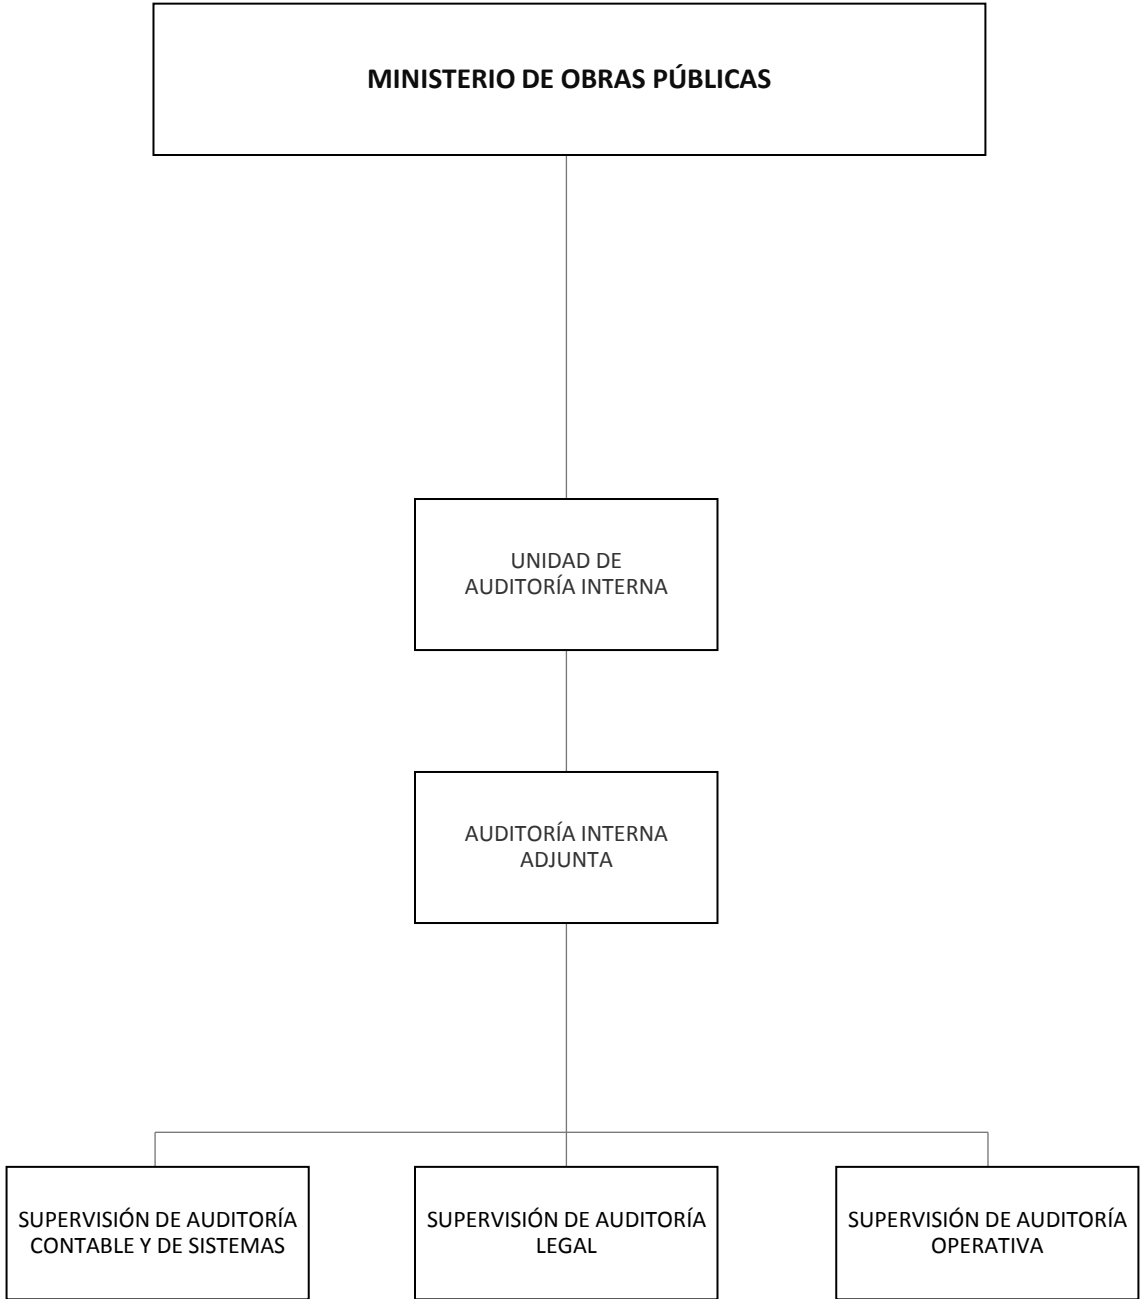 MINISTERIO DE OBRAS PÚBLICAS
UNIDAD DE
AUDITORÍA INTERNA
AUDITORÍA INTERNA
ADJUNTA
SUPERVISIÓN DE AUDITORÍA
CONTABLE Y DE SISTEMAS
SUPERVISIÓN DE AUDITORÍA
LEGAL
SUPERVISIÓN DE AUDITORÍA
OPERATIVA